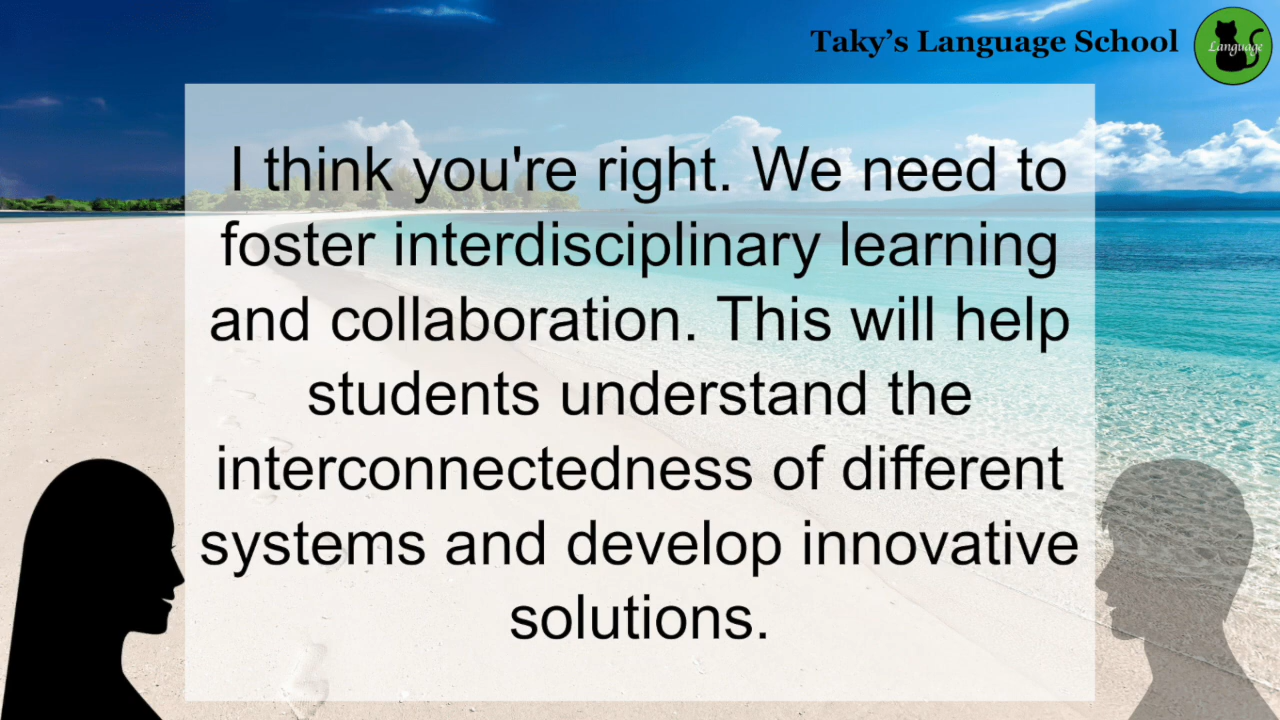 Taky’s Language School
Language
I think you're right. We need to
foster interdisciplinary learning
and collaboration. This will help
students understand the
interconnectedness of different
systems and develop innovative
solutions.